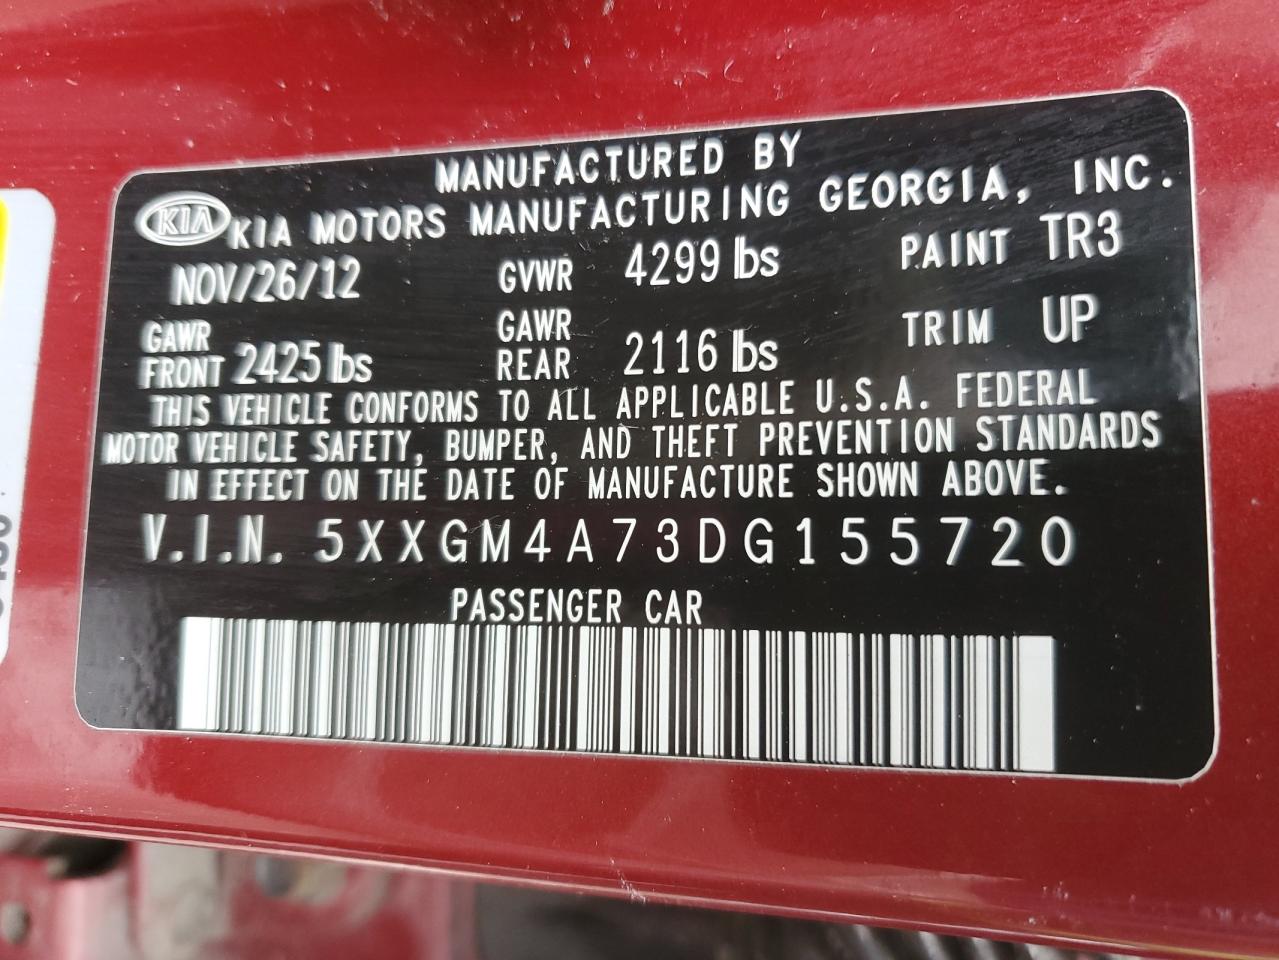 MANUFACTURED BY
KIA KIA MOTORS MANUFACTURING GEORGIA, INC.
NOV/26/12 GVWR 4299 lbs PAINT TR3
GAWR FRONT 2425 lbs GAWR REAR 2116 lbs TRIM UP
THIS VEHICLE CONFORMS TO ALL APPLICABLE U.S.A. FEDERAL
MOTOR VEHICLE SAFETY, BUMPER, AND THEFT PREVENTION STANDARDS
IN EFFECT ON THE DATE OF MANUFACTURE SHOWN ABOVE.
V.I.N. 5XXGM4A73DG155720
PASSENGER CAR